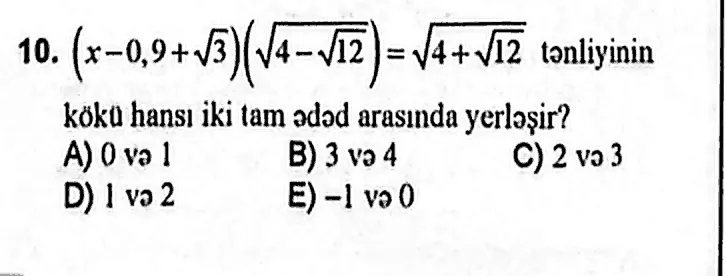 10. (x−0,9+√3)(√(4−√12))=√(4+√12) tənliyinin
kökü hansı iki tam ədəd arasında yerləşir?
A) 0 və 1 B) 3 və 4 C) 2 və 3
D) 1 və 2 E) −1 və 0